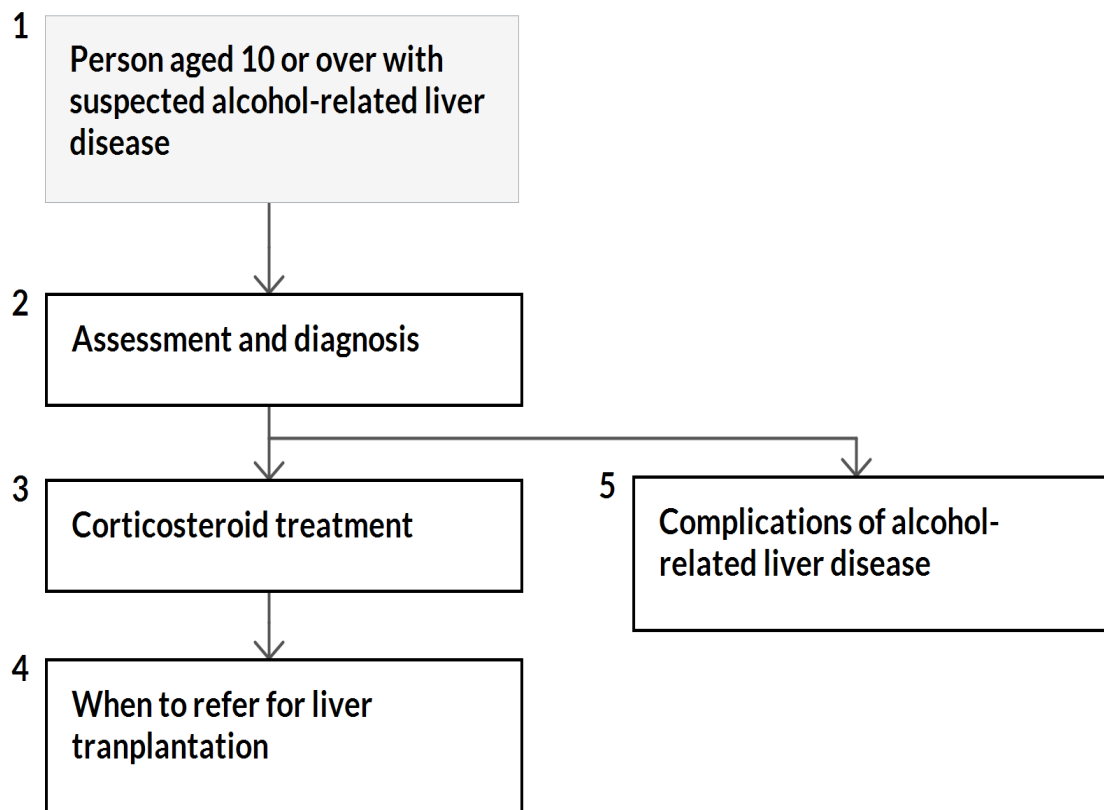 1
Person aged 10 or over with
suspected alcohol-related liver
disease
2
Assessment and diagnosis
3
Corticosteroid treatment
5
Complications of alcohol-
related liver disease
4
When to refer for liver
tranplantation